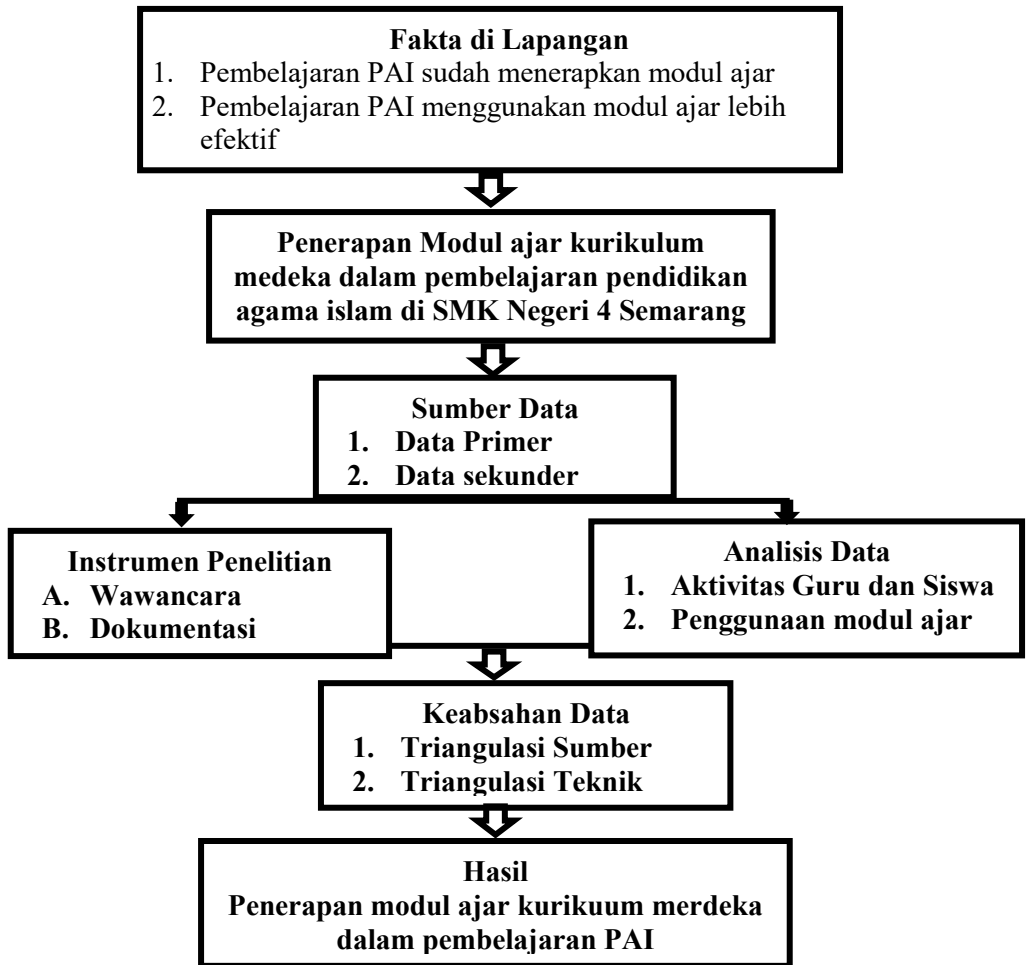 Fakta di Lapangan
1. Pembelajaran PAI sudah menerapkan modul ajar
2. Pembelajaran PAI menggunakan modul ajar lebih
efektif
Penerapan Modul ajar kurikulum
medeka dalam pembelajaran pendidikan
agama islam di SMK Negeri 4 Semarang
Sumber Data
1. Data Primer
2. Data sekunder
Instrumen Penelitian
A. Wawancara
B. Dokumentasi
Analisis Data
1. Aktivitas Guru dan Siswa
2. Penggunaan modul ajar
Keabsahan Data
1. Triangulasi Sumber
2. Triangulasi Teknik
Hasil
Penerapan modul ajar kurikuum merdeka
dalam pembelajaran PAI